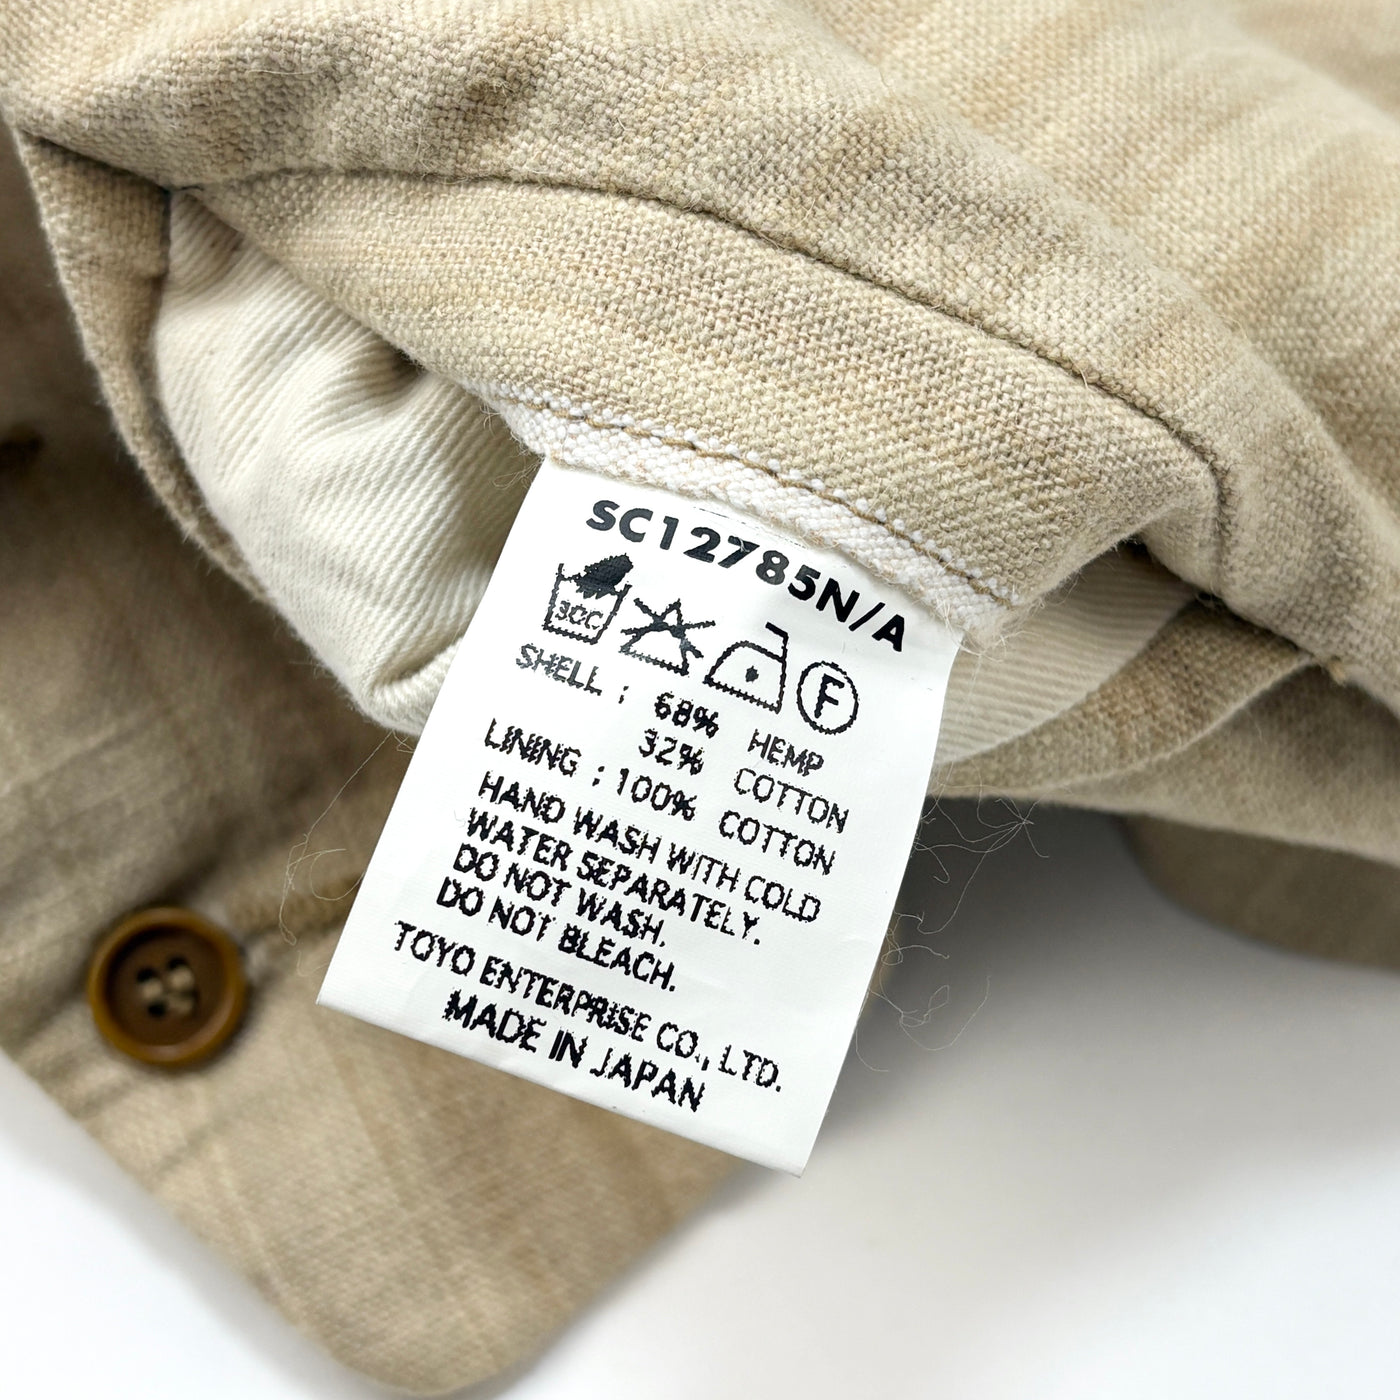 SC12785N/A
30C
F
SHELL : 68% HEMP
32% COTTON
LINING : 100% COTTON
HAND WASH WITH COLD
WATER SEPARATELY.
DO NOT WASH.
DO NOT BLEACH.
TOYO ENTERPRISE CO., LTD.
MADE IN JAPAN